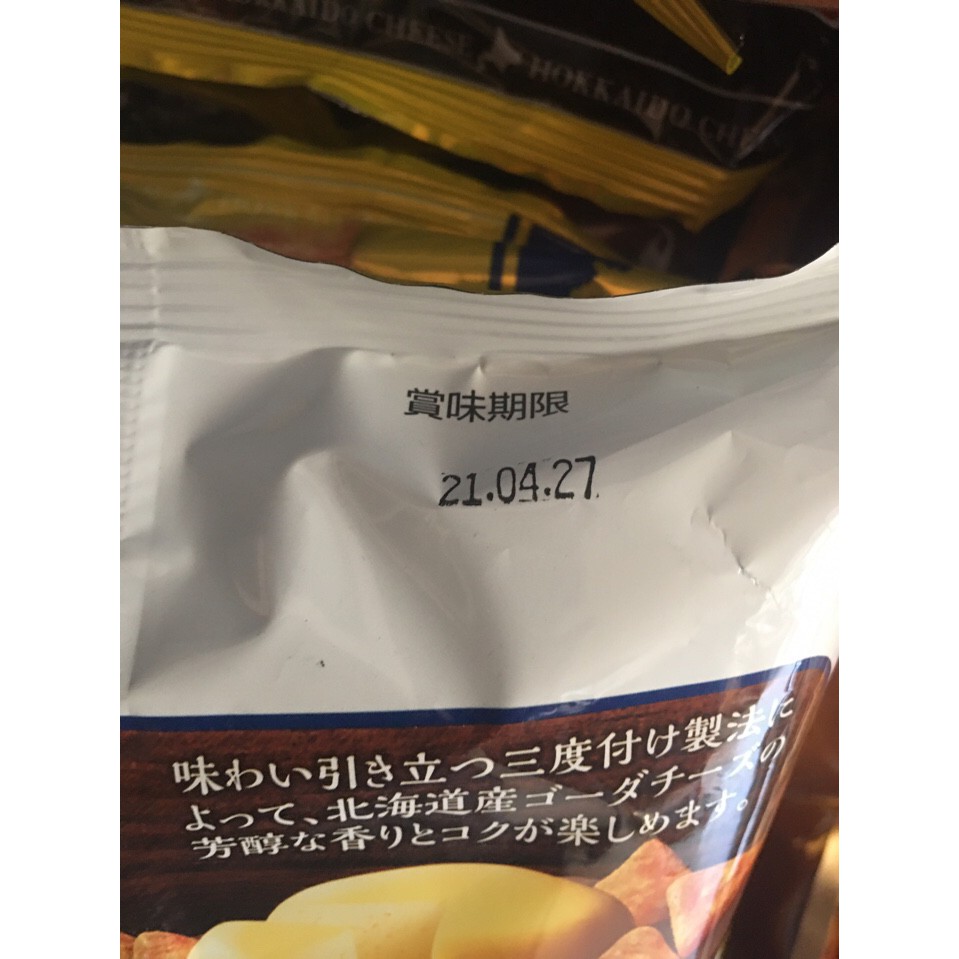 HOKKAIDO CHEESE HOKKAIDO CHE
賞味期限
21.04.27
味わい引き立つ三度付け製法に
よって、北海道産ゴーダチーズの
芳醇な香りとコクが楽しめます。